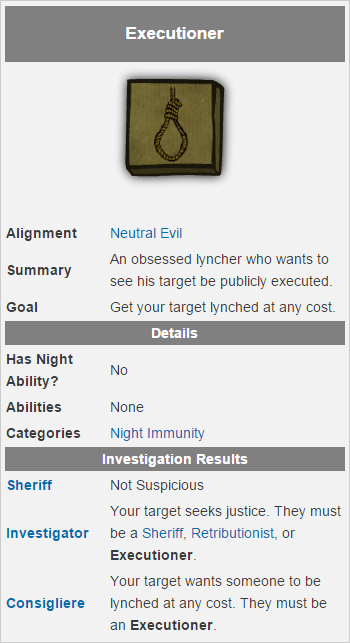 Executioner
Alignment Neutral Evil
Summary An obsessed lyncher who wants to
see his target be publicly executed.
Goal Get your target lynched at any cost.
Details
Has Night
Ability? No
Abilities None
Categories Night Immunity
Investigation Results
Sheriff Not Suspicious
Investigator Your target seeks justice. They must
be a Sheriff, Retributionist, or
Executioner.
Consigliere Your target wants someone to be
lynched at any cost. They must be
an Executioner.